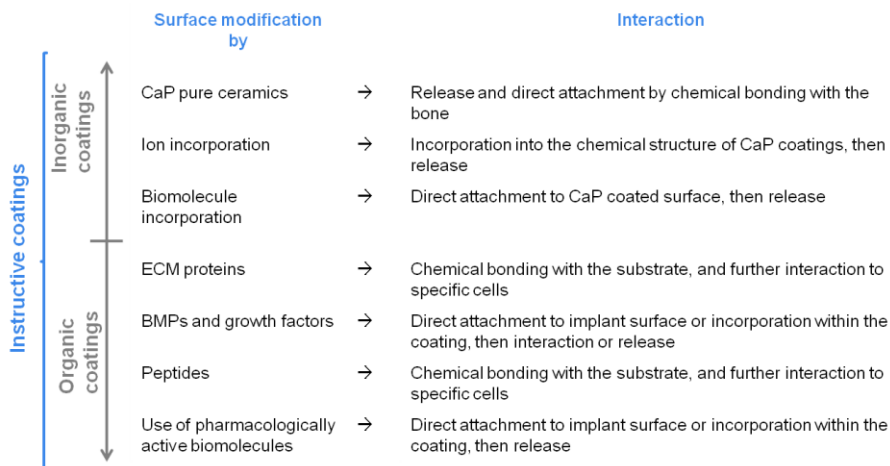 Surface modification
by
Interaction
Instructive coatings
Inorganic
coatings
CaP pure ceramics → Release and direct attachment by chemical bonding with the
bone
Ion incorporation → Incorporation into the chemical structure of CaP coatings, then
release
Biomolecule
incorporation → Direct attachment to CaP coated surface, then release
Organic
coatings
ECM proteins → Chemical bonding with the substrate, and further interaction to
specific cells
BMPs and growth factors → Direct attachment to implant surface or incorporation within the
coating, then interaction or release
Peptides → Chemical bonding with the substrate, and further interaction to
specific cells
Use of pharmacologically
active biomolecules → Direct attachment to implant surface or incorporation within the
coating, then release